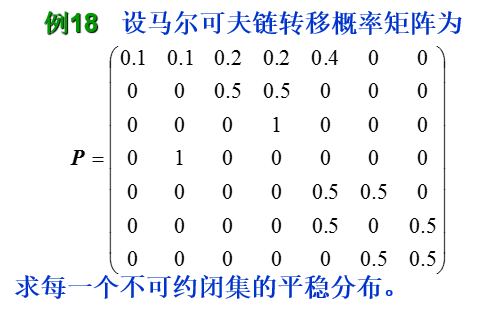 例18 设马尔可夫链转移概率矩阵为
0.1 0.1 0.2 0.2 0.4 0 0
0 0 0.5 0.5 0 0 0
0 0 0 1 0 0 0
P = 0 1 0 0 0 0 0
0 0 0 0 0.5 0.5 0
0 0 0 0 0.5 0 0.5
0 0 0 0 0 0.5 0.5
求每一个不可约闭集的平稳分布。